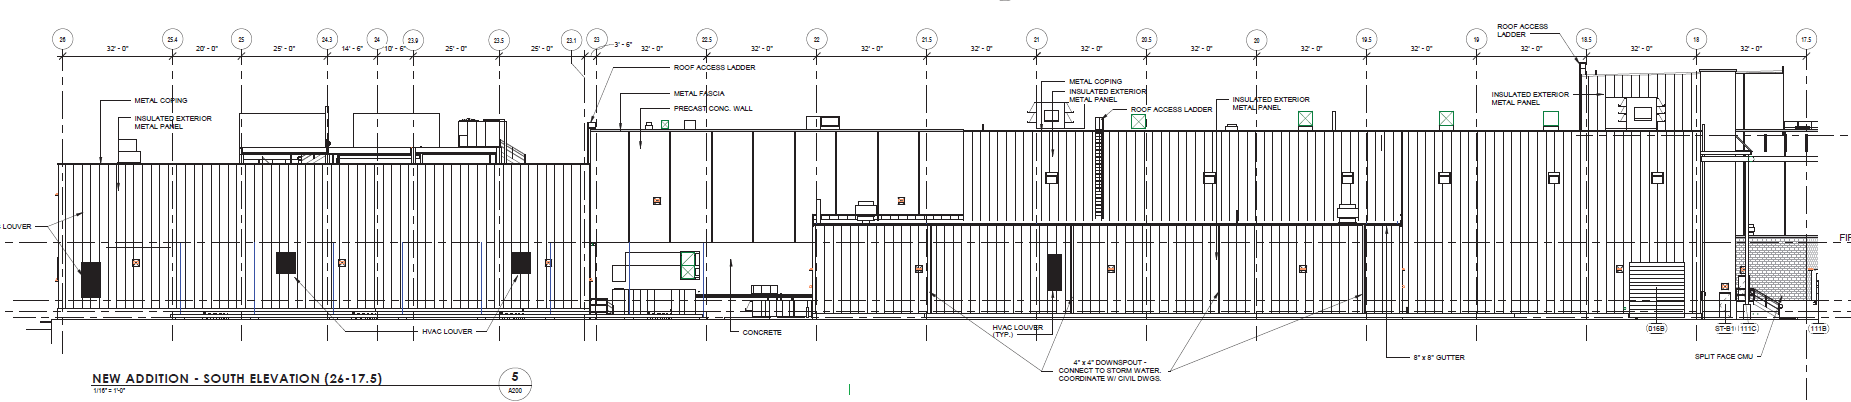 ROOF ACCESS
LADDER
26
25.4
25
24.3
24
23.9
23.5
23.1
23
22.5
22
21.5
21
20.5
20
19.5
19
18.5
18
17.5
32' - 0"
20' - 0"
25' - 0"
14' - 6"
10' - 6"
25' - 0"
25' - 0"
3' - 6"
32' - 0"
32' - 0"
32' - 0"
32' - 0"
32' - 0"
32' - 0"
32' - 0"
32' - 0"
32' - 0"
32' - 0"
32' - 0"
ROOF ACCESS LADDER
METAL COPING
METAL FASCIA
METAL COPING
INSULATED EXTERIOR
METAL PANEL
INSULATED EXTERIOR
METAL PANEL
INSULATED EXTERIOR
METAL PANEL
PRECAST CONC. WALL
ROOF ACCESS LADDER
INSULATED EXTERIOR
METAL PANEL
LOUVER
FIF
HVAC LOUVER
CONCRETE
HVAC LOUVER
(TYP.)
016B
ST-B1
111C
111B
8" x 8" GUTTER
SPLIT FACE CMU
4" x 4" DOWNSPOUT -
CONNECT TO STORM WATER.
COORDINATE W/ CIVIL DWGS.
NEW ADDITION - SOUTH ELEVATION (26-17.5)
1/16" = 1'-0"
5
A200